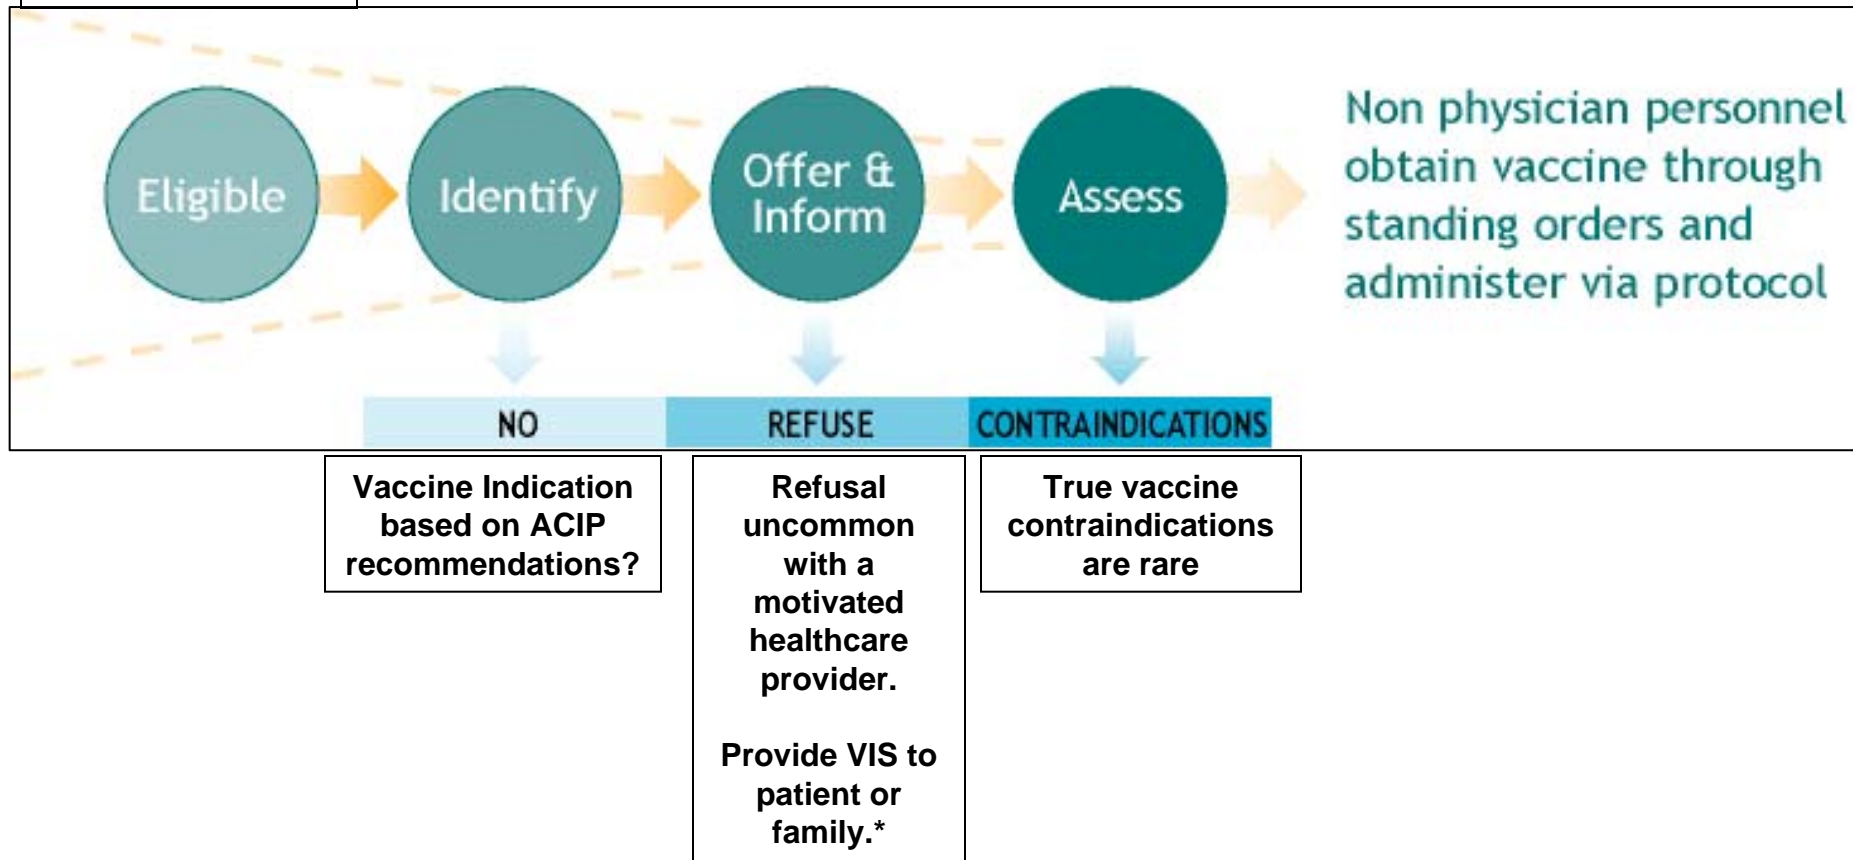 Eligible
Identify
Offer &
Inform
Assess
Non physician personnel
obtain vaccine through
standing orders and
administer via protocol
NO
REFUSE
CONTRAINDICATIONS
Vaccine Indication
based on ACIP
recommendations?
Refusal
uncommon
with a
motivated
healthcare
provider.
Provide VIS to
patient or
family.*
True vaccine
contraindications
are rare